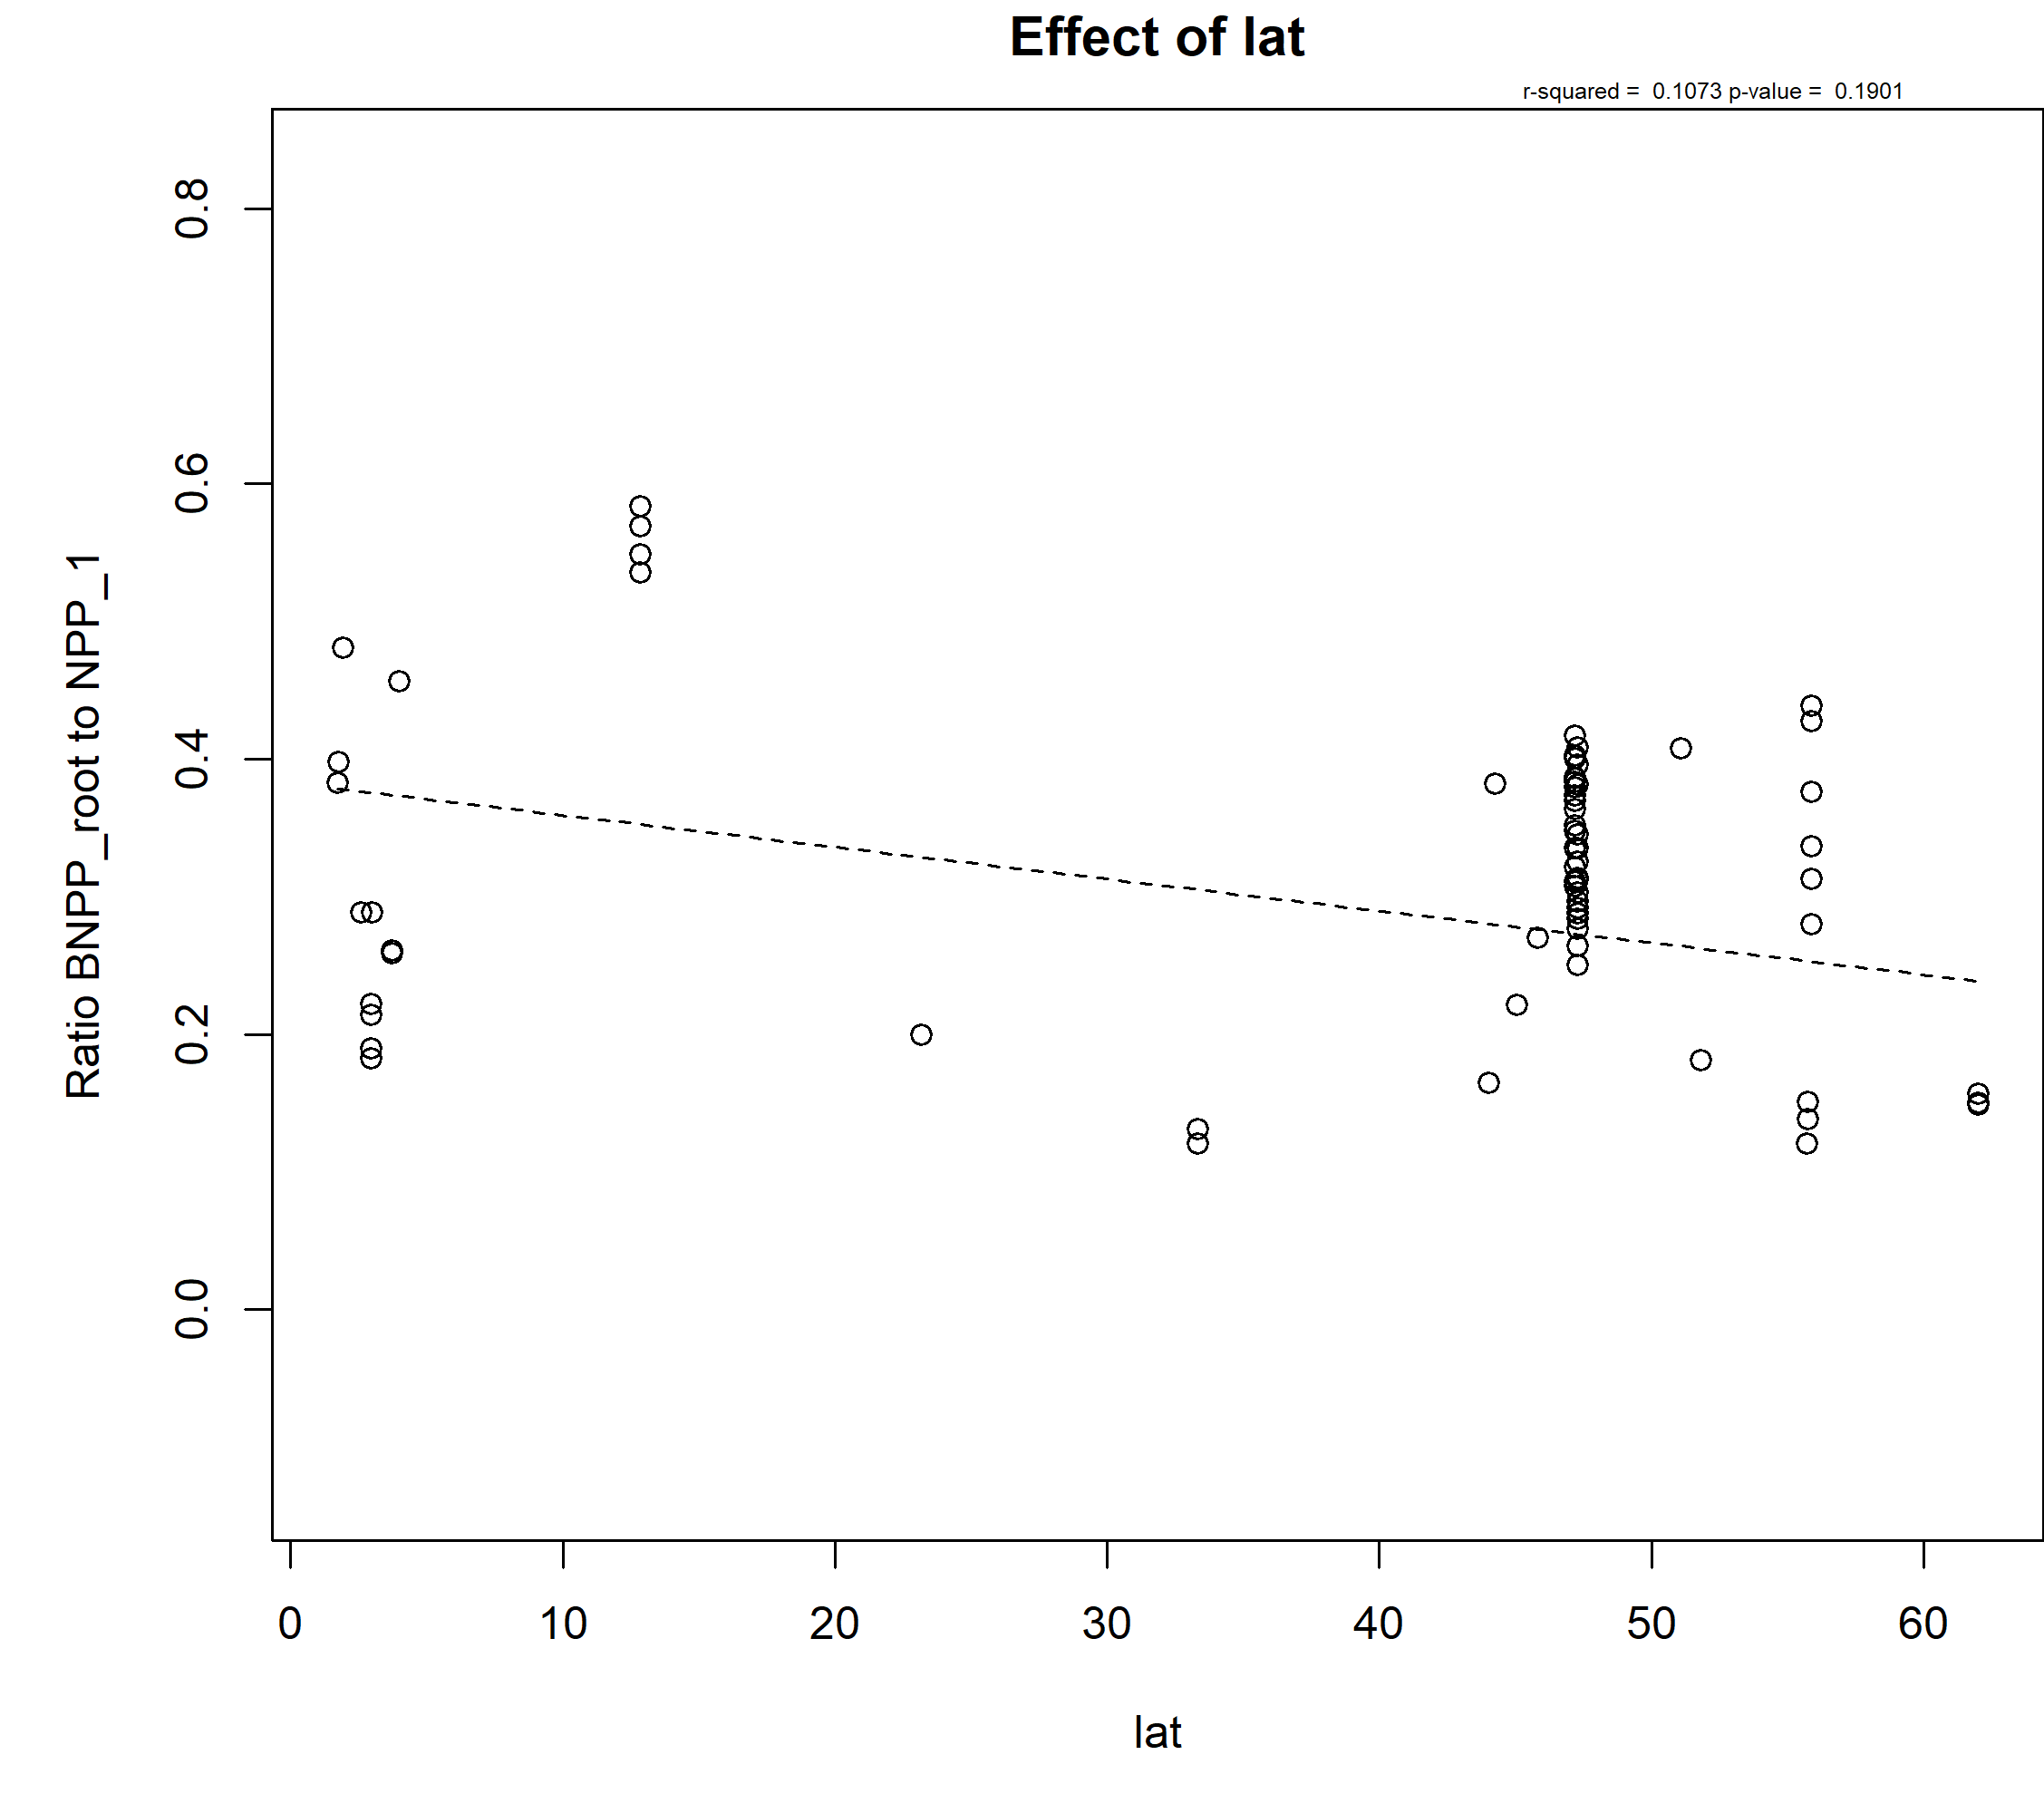 Effect of lat
r-squared =  0.1073 p-value =  0.1901
Ratio BNPP_root to NPP_1
0.8
0.6
0.4
0.2
0.0
0 10 20 30 40 50 60
lat